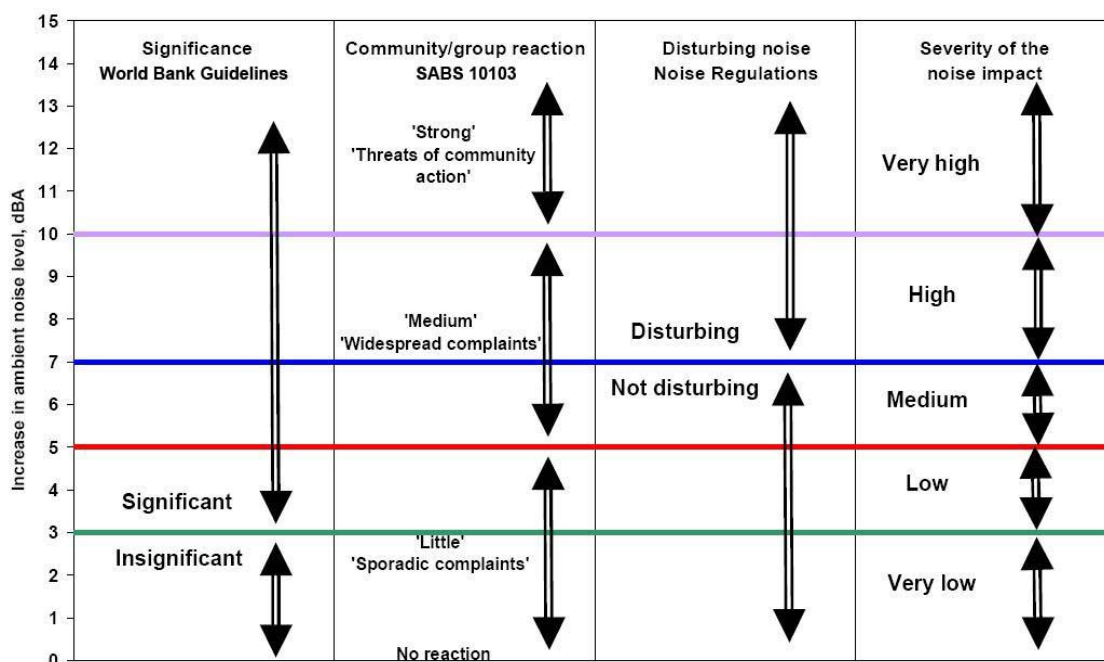 Increase in ambient noise level, dBA
15
14
13
12
11
10
9
8
7
6
5
4
3
2
1
0
Significance
World Bank Guidelines
Significant
Insignificant
Community/group reaction
SABS 10103
'Strong'
'Threats of community
action'
'Medium'
'Widespread complaints'
'Little'
'Sporadic complaints'
No reaction
Disturbing noise
Noise Regulations
Disturbing
Not disturbing
Severity of the
noise impact
Very high
High
Medium
Low
Very low